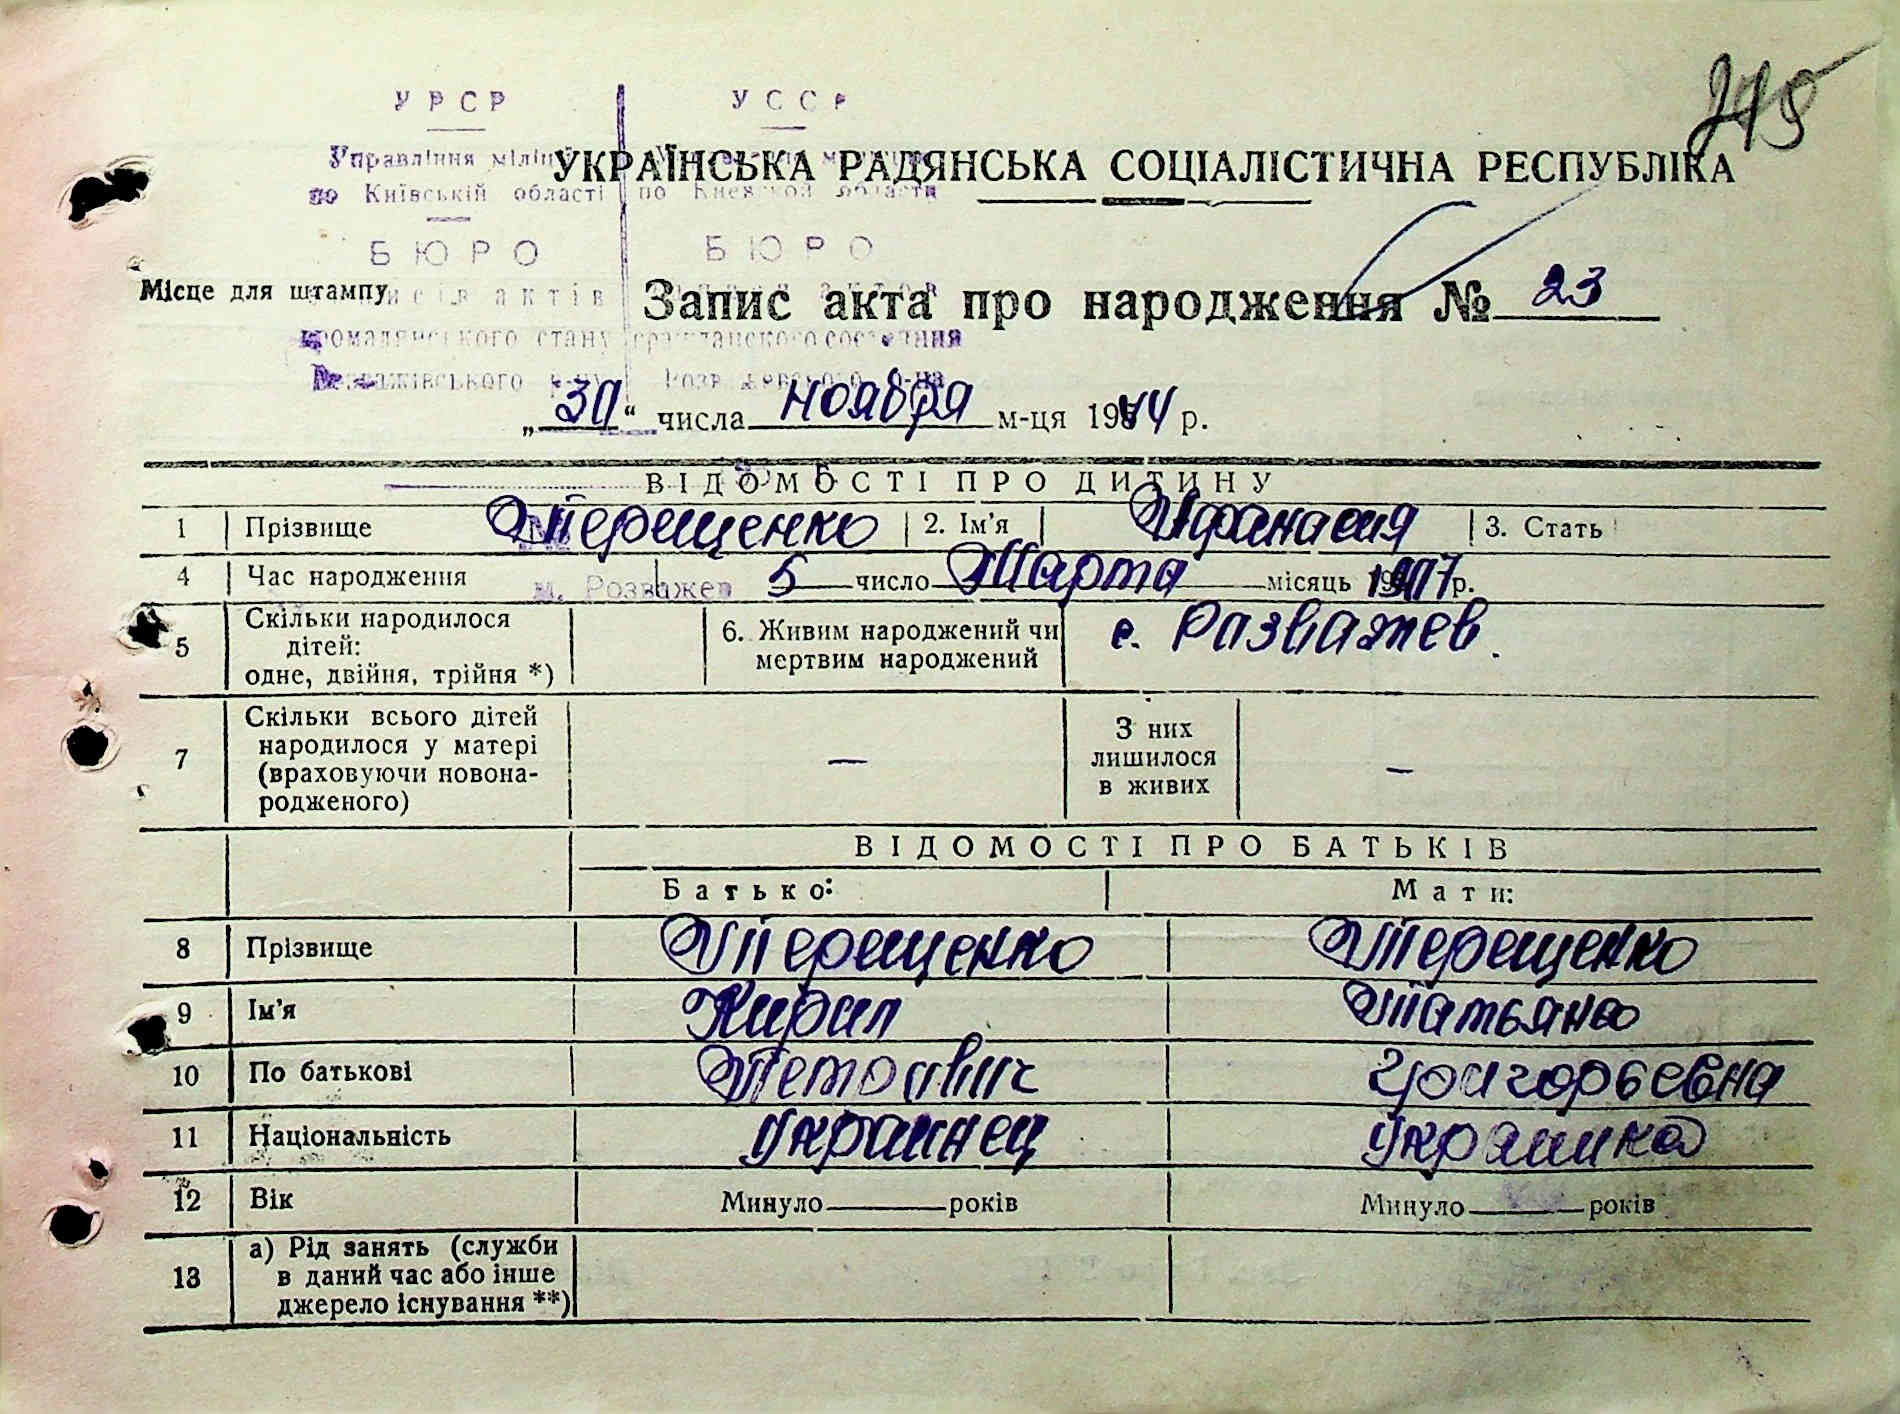 УРСР УССР
Управління міліції
по Київській області по Киевской области
УКРАЇНСЬКА РАДЯНСЬКА СОЦІАЛІСТИЧНА РЕСПУБЛІКА
БЮРО БЮРО
Місце для штампу актів
Запис акта про народження № 23
громадянського стану гражданского состояния
„30“ числа ноября м-ця 1944 р.
ВІДОМОСТІ ПРО ДИТИНУ
1 Прізвище Терещенко 2. Ім'я Афанасия 3. Стать
4 Час народження м. Розважев 5 число Марта місяць р.
5 Скільки народилося дітей: одне, двійня, трійня *) 6. Живим народжений чи мертвим народжений с. Розважев
7 Скільки всього дітей народилося у матері (враховуючи новонародженого) — З них лишилося в живих —
ВІДОМОСТІ ПРО БАТЬКІВ
Батько: Мати:
8 Прізвище Терещенко Терещенко
9 Ім'я Кирил Татьяна
10 По батькові Петрович Григорьевна
11 Національність Украинец Украинка
12 Вік Минуло років Минуло років
13 а) Рід занять (служби в даний час або інше джерело існування **)